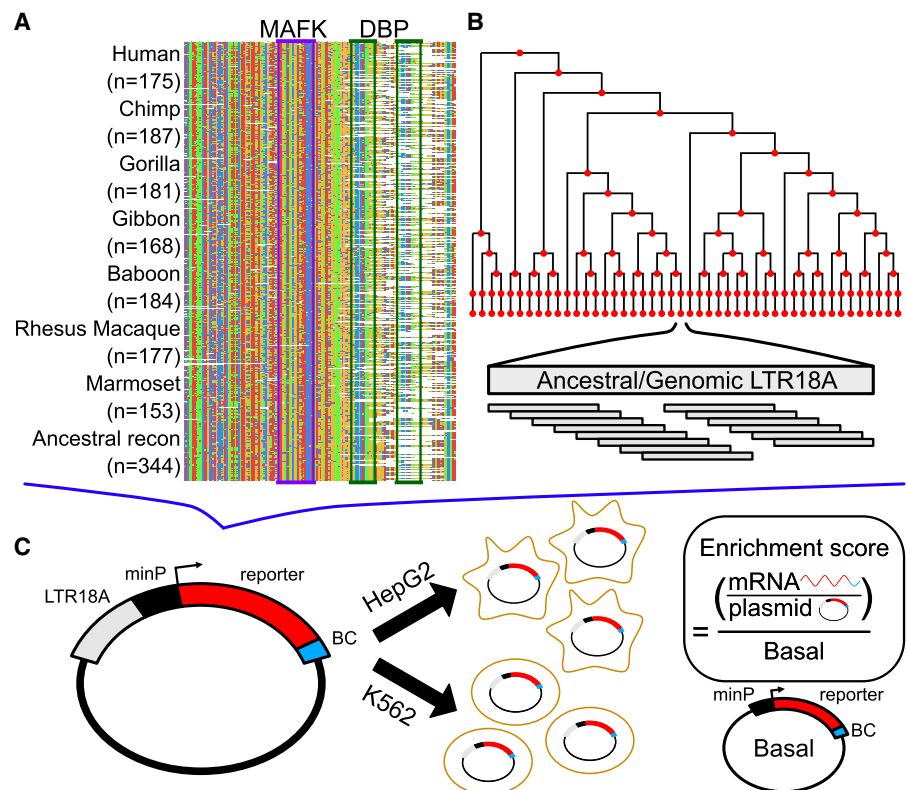 A
MAFK DBP
Human
(n=175)
Chimp
(n=187)
Gorilla
(n=181)
Gibbon
(n=168)
Baboon
(n=184)
Rhesus Macaque
(n=177)
Marmoset
(n=153)
Ancestral recon
(n=344)
B
Ancestral/Genomic LTR18A
C
LTR18A
minP
reporter
BC
HepG2
K562
Enrichment score
= (mRNA
plasmid)
Basal
minP
reporter
BC
Basal